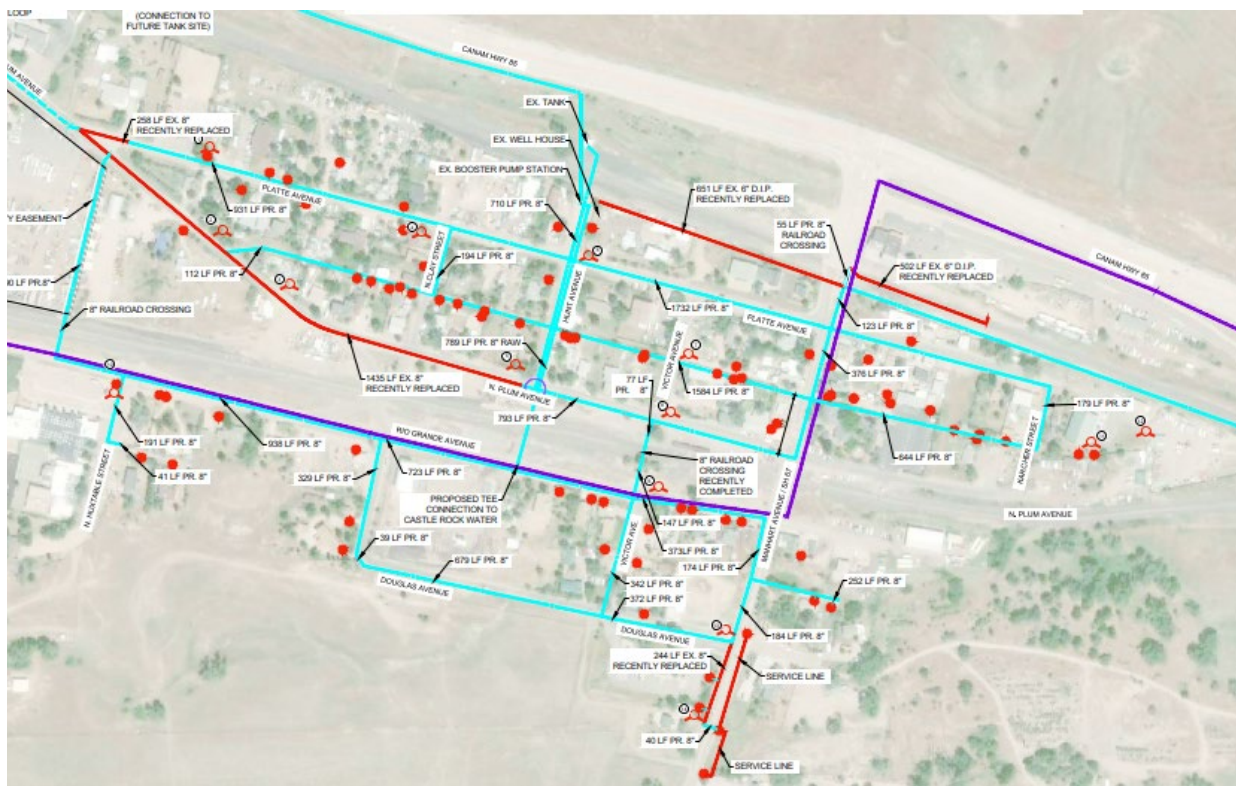 LOOP
(CONNECTION TO
FUTURE TANK SITE)
CANAM HWY 85
UM AVENUE
EX. TANK
258 LF EX. 8"
RECENTLY REPLACED
EX. WELL HOUSE
EX. BOOSTER PUMP STATION
PLATTE AVENUE
931 LF PR. 8"
651 LF EX. 6" D.I.P.
RECENTLY REPLACED
710 LF PR. 8"
Y EASEMENT
N.CLAY STREET
194 LF PR. 8"
55 LF PR. 8"
RAILROAD
CROSSING
502 LF EX. 6" D.I.P.
RECENTLY REPLACED
CANAM HWY 85
112 LF PR. 8"
HUNT AVENUE
LF PR.8"
8" RAILROAD CROSSING
1732 LF PR. 8"
PLATTE AVENUE
123 LF PR. 8"
789 LF PR. 8" RAW
VICTOR AVENUE
376 LF PR. 8"
1435 LF EX. 8"
RECENTLY REPLACED
N. PLUM AVENUE
77 LF
PR. 8"
1584 LF PR. 8"
179 LF PR. 8"
793 LF PR. 8"
191 LF PR. 8"
938 LF PR. 8"
RIO GRANDE AVENUE
644 LF PR. 8"
KARCHER STREET
41 LF PR. 8"
329 LF PR. 8"
723 LF PR. 8"
8" RAILROAD
CROSSING
RECENTLY
COMPLETED
N. HUXTABLE STREET
PROPOSED TEE
CONNECTION TO
CASTLE ROCK WATER
MANHART AVENUE / SH 67
N. PLUM AVENUE
147 LF PR. 8"
39 LF PR. 8"
373LF PR. 8"
679 LF PR. 8"
VICTOR AVE
174 LF PR. 8"
DOUGLAS AVENUE
342 LF PR. 8"
252 LF PR. 8"
372 LF PR. 8"
DOUGLAS AVENUE
184 LF PR. 8"
244 LF EX. 8"
RECENTLY REPLACED
SERVICE LINE
40 LF PR. 8"
SERVICE LINE